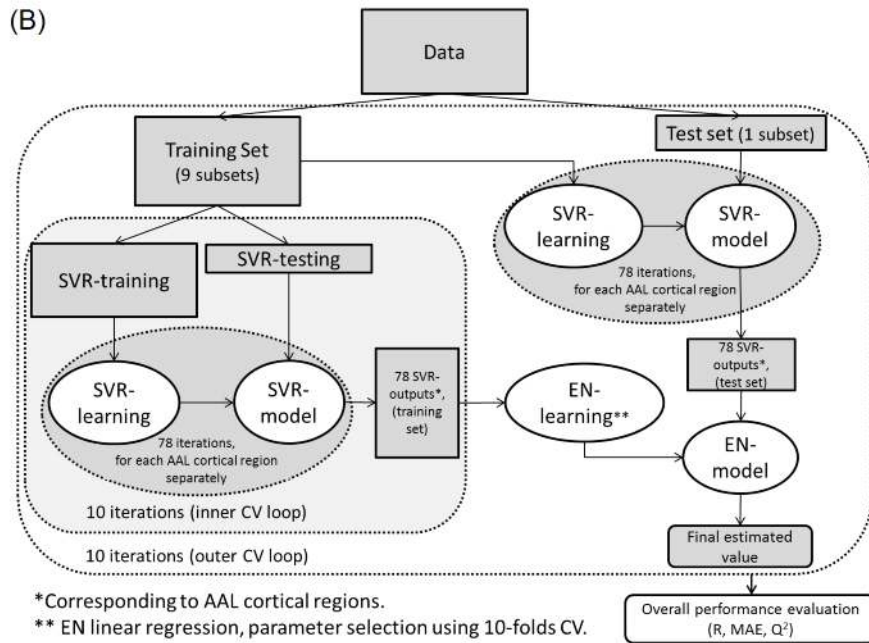 (B)
Data
Training Set
(9 subsets)
Test set (1 subset)
SVR-
learning
SVR-
model
78 iterations,
for each AAL cortical region
separately
SVR-training
SVR-testing
SVR-
learning
SVR-
model
78 iterations,
for each AAL cortical region
separately
78 SVR-
outputs*,
(training
set)
10 iterations (inner CV loop)
10 iterations (outer CV loop)
78 SVR-
outputs*,
(test set)
EN-
learning**
EN-
model
Final estimated
value
Overall performance evaluation
(R, MAE, Q²)
*Corresponding to AAL cortical regions.
** EN linear regression, parameter selection using 10-folds CV.